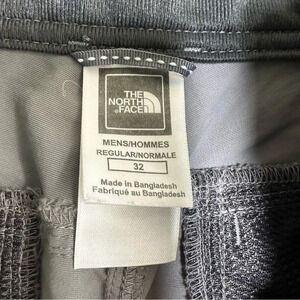 THE
NORTH
FACE
MENS/HOMMES
REGULAR/NORMALE
32
Made in Bangladesh
Fabriqué au Bangladesh